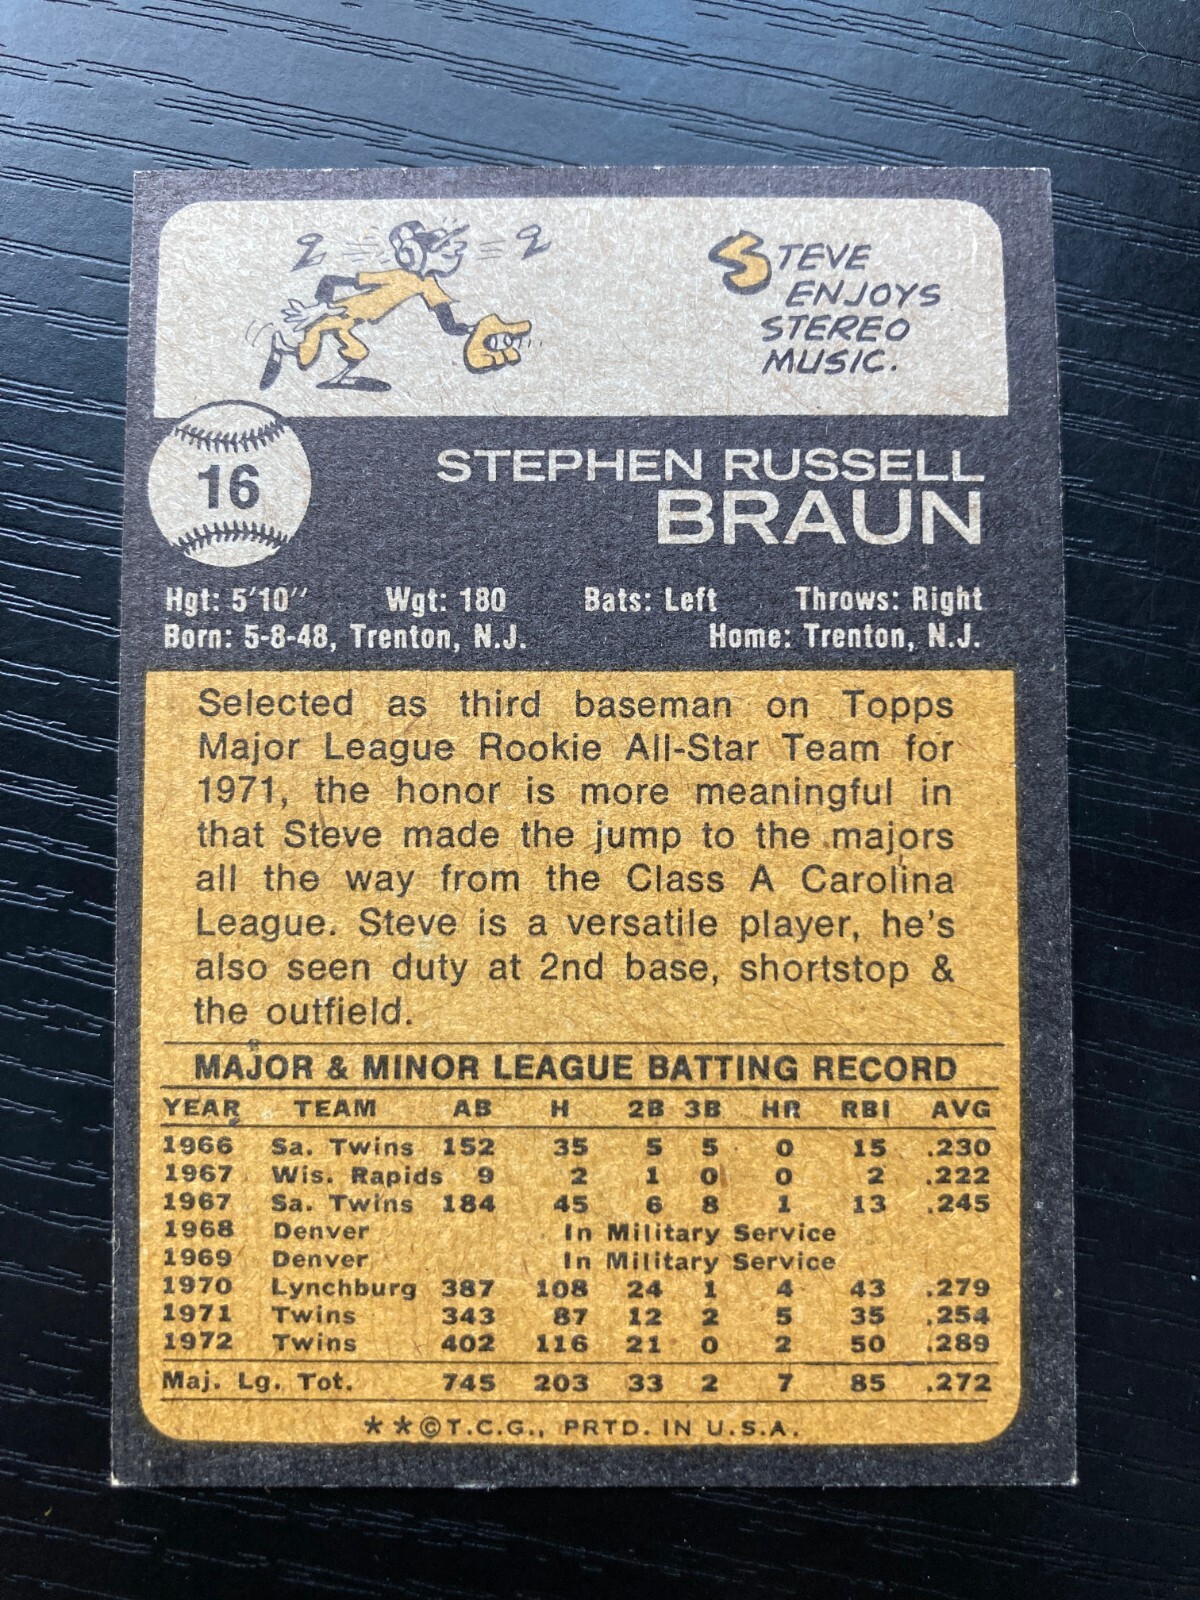 STEVE
ENJOYS
STEREO
MUSIC.
16
STEPHEN RUSSELL
BRAUN
Hgt: 5'10" Wgt: 180 Bats: Left Throws: Right
Born: 5-8-48, Trenton, N.J. Home: Trenton, N.J.
Selected as third baseman on Topps
Major League Rookie All-Star Team for
1971, the honor is more meaningful in
that Steve made the jump to the majors
all the way from the Class A Carolina
League. Steve is a versatile player, he's
also seen duty at 2nd base, shortstop &
the outfield.
MAJOR & MINOR LEAGUE BATTING RECORD
YEAR TEAM AB H 2B 3B HR RBI AVG
1966 Sa. Twins 152 35 5 5 0 15 .230
1967 Wis. Rapids 9 2 1 0 0 2 .222
1967 Sa. Twins 184 45 6 8 1 13 .245
1968 Denver In Military Service
1969 Denver In Military Service
1970 Lynchburg 387 108 24 1 4 43 .279
1971 Twins 343 87 12 2 5 35 .254
1972 Twins 402 116 21 0 2 50 .289
Maj. Lg. Tot. 745 203 33 2 7 85 .272
**©T.C.G., PRTD. IN U.S.A.